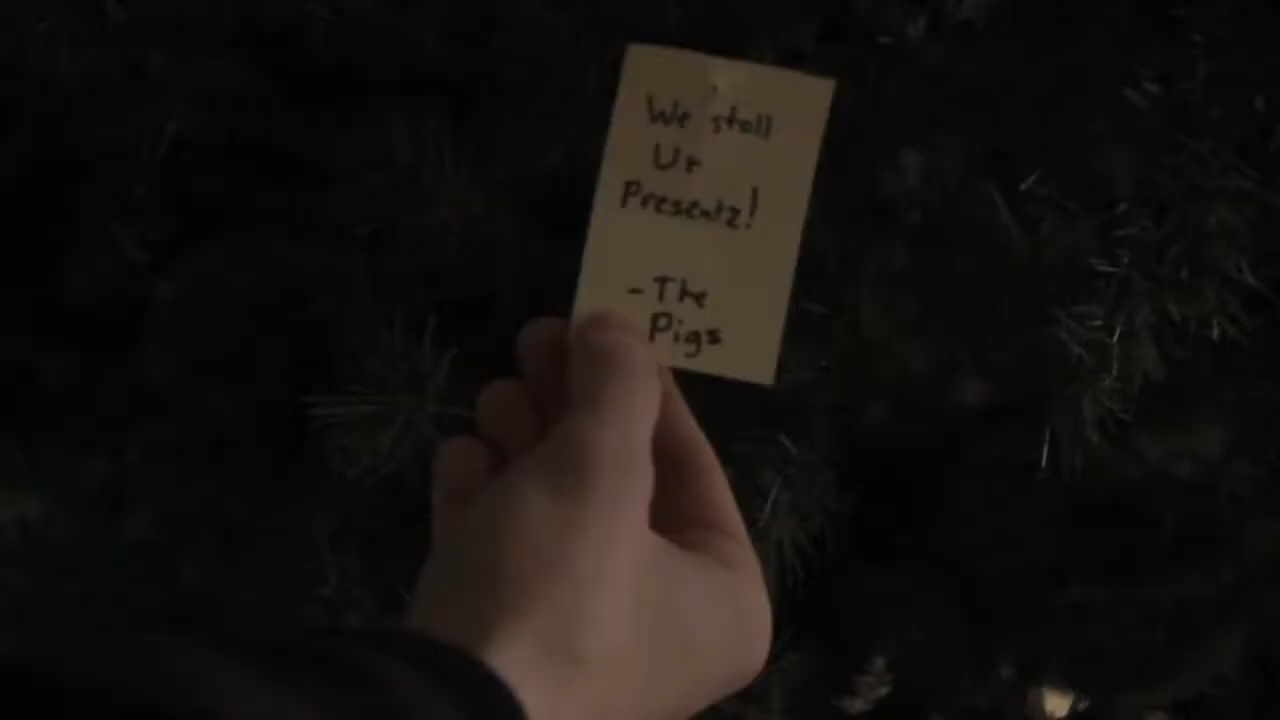 We stoll
Ur
Presentz!
- The
Pigs